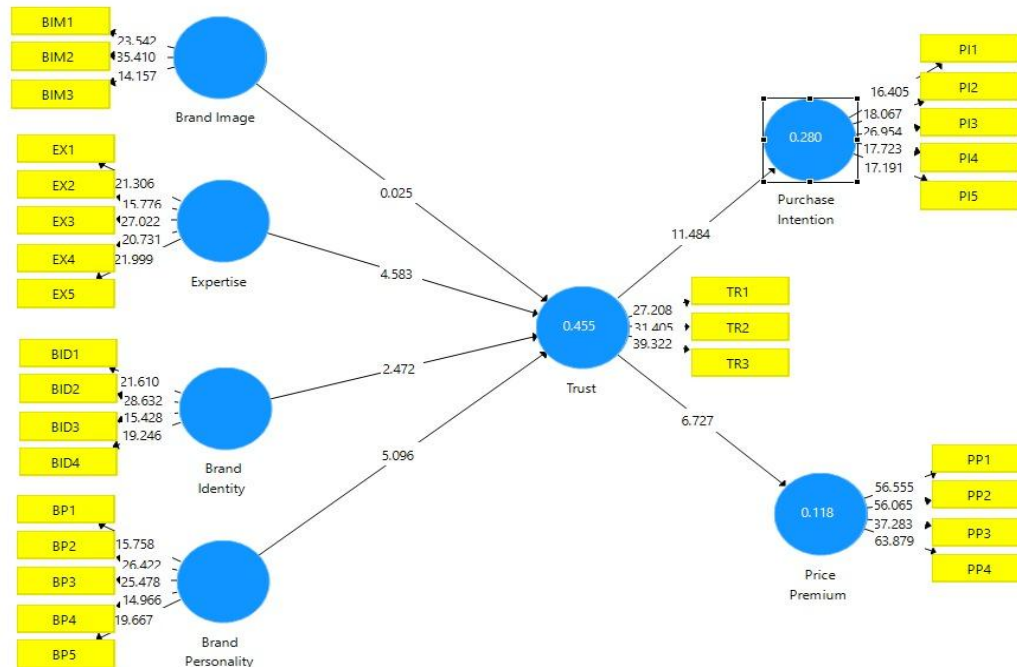 BIM1
BIM2
BIM3
23.542
35.410
14.157
Brand Image
EX1
EX2
EX3
EX4
EX5
21.306
15.776
27.022
20.731
21.999
Expertise
BID1
BID2
BID3
BID4
21.610
28.632
15.428
19.246
Brand
Identity
BP1
BP2
BP3
BP4
BP5
15.758
26.422
25.478
14.966
19.667
Brand
Personality
0.025
4.583
2.472
5.096
0.455
Trust
27.208
31.405
39.322
TR1
TR2
TR3
11.484
6.727
0.280
Purchase
Intention
16.405
18.067
26.954
17.723
17.191
PI1
PI2
PI3
PI4
PI5
0.118
Price
Premium
56.555
56.065
37.283
63.879
PP1
PP2
PP3
PP4